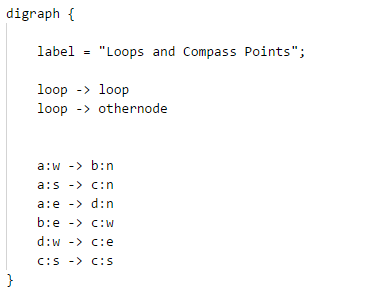 digraph {
label = "Loops and Compass Points";
loop -> loop
loop -> othernode
a:w -> b:n
a:s -> c:n
a:e -> d:n
b:e -> c:w
d:w -> c:e
c:s -> c:s
}